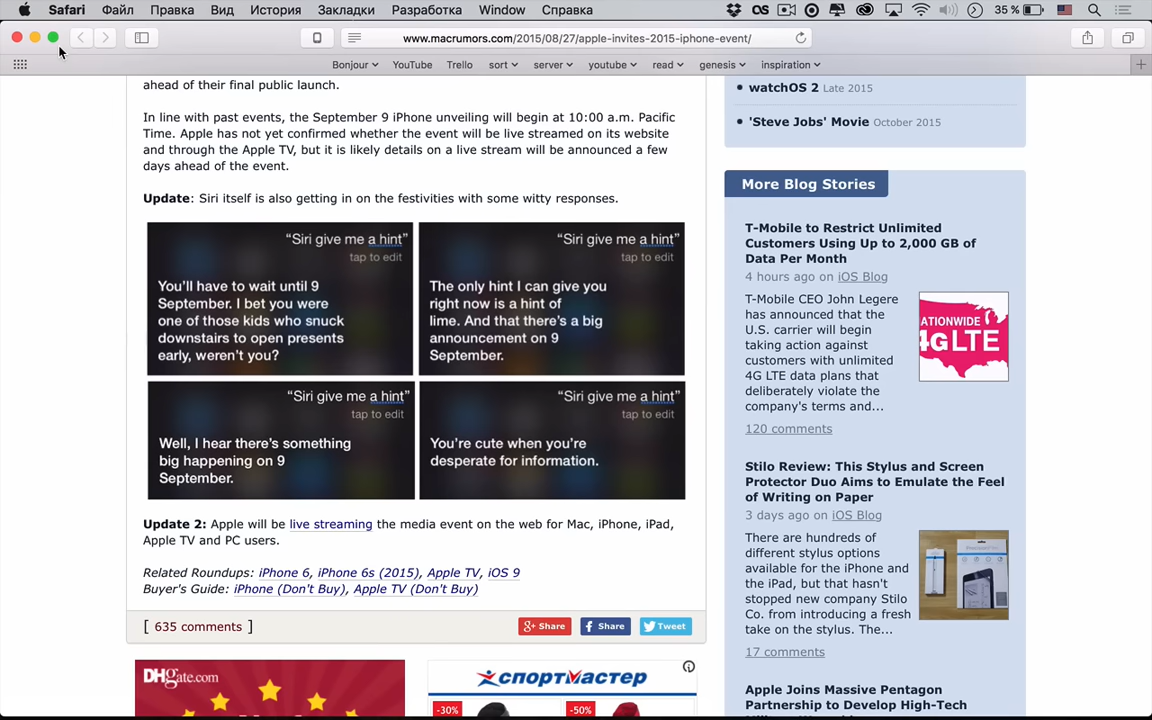 Safari Файл Правка Вид История Закладки Разработка Window Справка
35 %
www.macrumors.com/2015/08/27/apple-invites-2015-iphone-event/
Bonjour YouTube Trello sort server youtube read genesis inspiration
ahead of their final public launch.
In line with past events, the September 9 iPhone unveiling will begin at 10:00 a.m. Pacific
Time. Apple has not yet confirmed whether the event will be live streamed on its website
and through the Apple TV, but it is likely details on a live stream will be announced a few
days ahead of the event.
Update: Siri itself is also getting in on the festivities with some witty responses.
“Siri give me a hint”
tap to edit
You'll have to wait until 9
September. I bet you were
one of those kids who snuck
downstairs to open presents
early, weren't you?
“Siri give me a hint”
tap to edit
The only hint I can give you
right now is a hint of
lime. And that there's a big
announcement on 9
September.
“Siri give me a hint”
tap to edit
Well, I hear there's something
big happening on 9
September.
“Siri give me a hint”
tap to edit
You're cute when you're
desperate for information.
Update 2: Apple will be live streaming the media event on the web for Mac, iPhone, iPad,
Apple TV and PC users.
Related Roundups: iPhone 6, iPhone 6s (2015), Apple TV, iOS 9
Buyer's Guide: iPhone (Don't Buy), Apple TV (Don't Buy)
[ 635 comments ]
g+ Share
f Share
Tweet
DHgate.com
спортмастер
-30%
-50%
watchOS 2 Late 2015
'Steve Jobs' Movie October 2015
More Blog Stories
T-Mobile to Restrict Unlimited
Customers Using Up to 2,000 GB of
Data Per Month
4 hours ago on iOS Blog
T-Mobile CEO John Legere
has announced that the
U.S. carrier will begin
taking action against
customers with unlimited
4G LTE data plans that
deliberately violate the
company's terms and...
ATIONWIDE
4G LTE
120 comments
Stilo Review: This Stylus and Screen
Protector Duo Aims to Emulate the Feel
of Writing on Paper
3 days ago on iOS Blog
There are hundreds of
different stylus options
available for the iPhone and
the iPad, but that hasn't
stopped new company Stilo
Co. from introducing a fresh
take on the stylus. The...
17 comments
Apple Joins Massive Pentagon
Partnership to Develop High-Tech